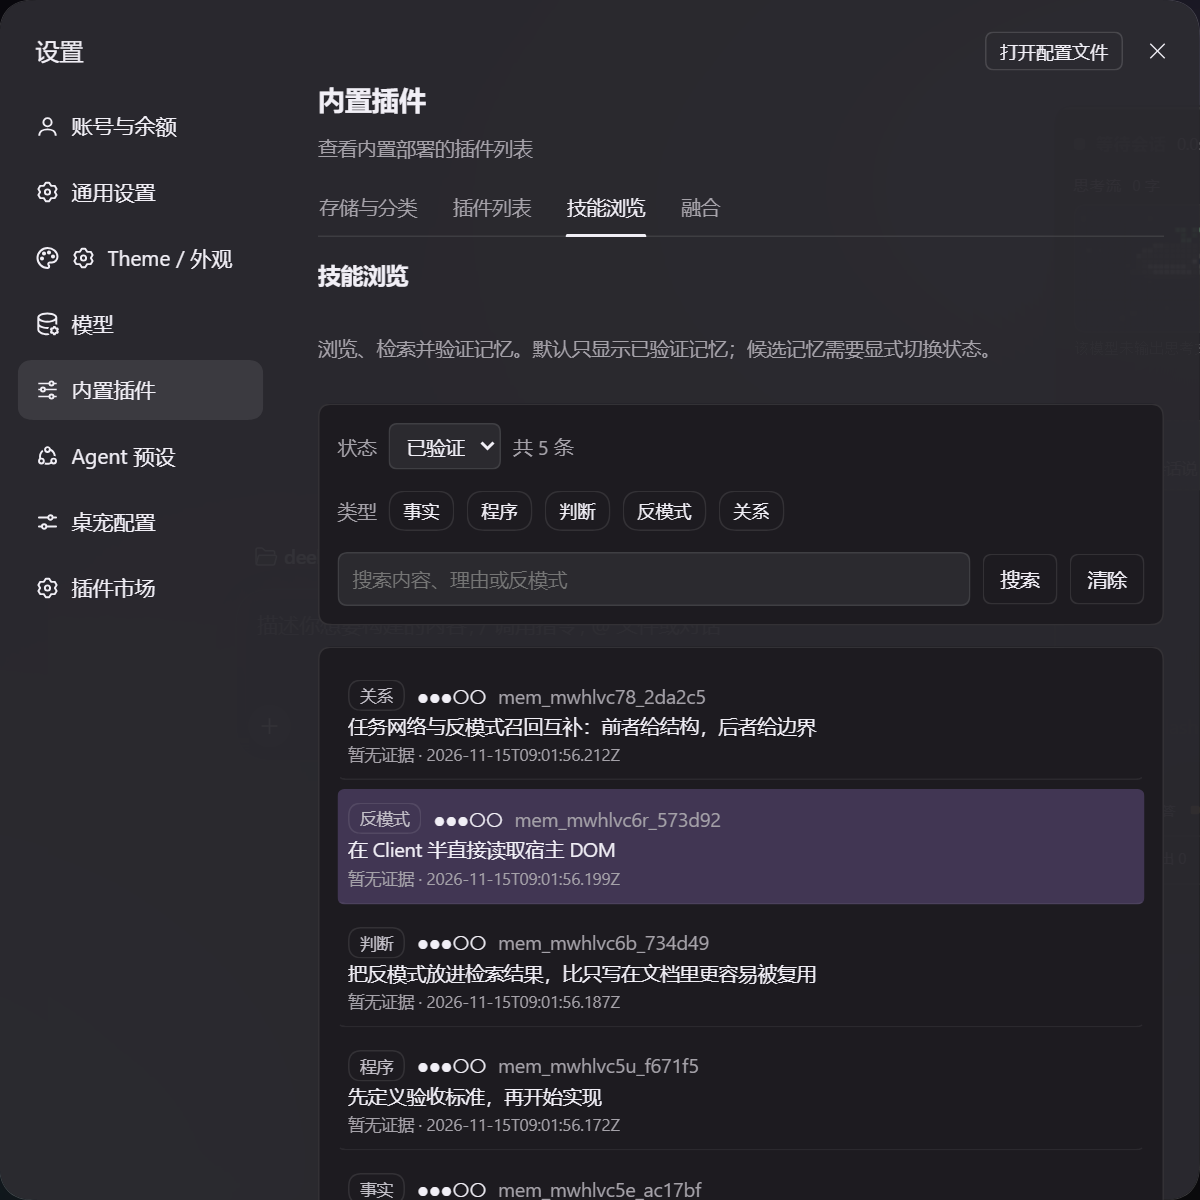 设置
打开配置文件
账号与余额
通用设置
Theme / 外观
模型
内置插件
Agent 预设
桌宠配置
插件市场
内置插件
查看内置部署的插件列表
存储与分类 插件列表 技能浏览 融合
技能浏览
浏览、检索并验证记忆。默认只显示已验证记忆；候选记忆需要显式切换状态。
状态 已验证 共 5 条
类型 事实 程序 判断 反模式 关系
搜索内容、理由或反模式 搜索 清除
关系 ●●●○○ mem_mwhlvc78_2da2c5
任务网络与反模式召回互补：前者给结构，后者给边界
暂无证据 · 2026-11-15T09:01:56.212Z
反模式 ●●●○○ mem_mwhlvc6r_573d92
在 Client 半直接读取宿主 DOM
暂无证据 · 2026-11-15T09:01:56.199Z
判断 ●●●○○ mem_mwhlvc6b_734d49
把反模式放进检索结果，比只写在文档里更容易被复用
暂无证据 · 2026-11-15T09:01:56.187Z
程序 ●●●○○ mem_mwhlvc5u_f671f5
先定义验收标准，再开始实现
暂无证据 · 2026-11-15T09:01:56.172Z
事实 ●●●○○ mem_mwhlvc5e_ac17bf
dee